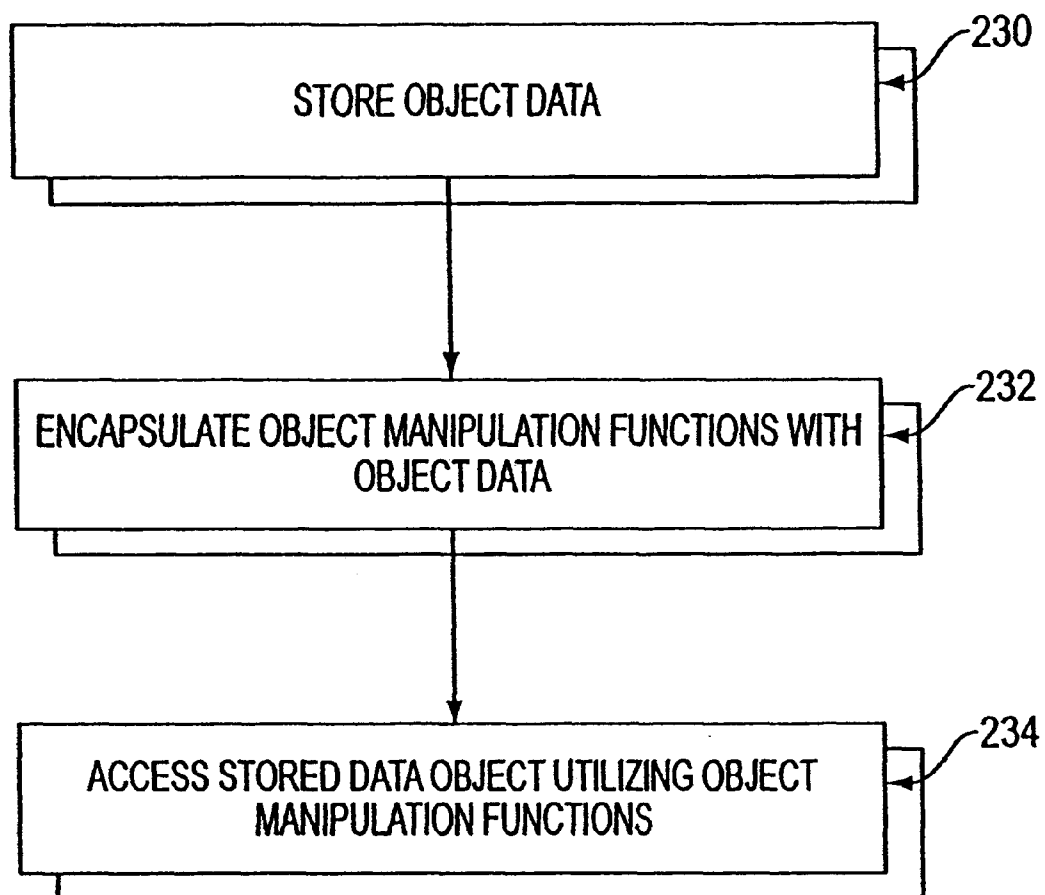 230
STORE OBJECT DATA
232
ENCAPSULATE OBJECT MANIPULATION FUNCTIONS WITH
OBJECT DATA
234
ACCESS STORED DATA OBJECT UTILIZING OBJECT
MANIPULATION FUNCTIONS